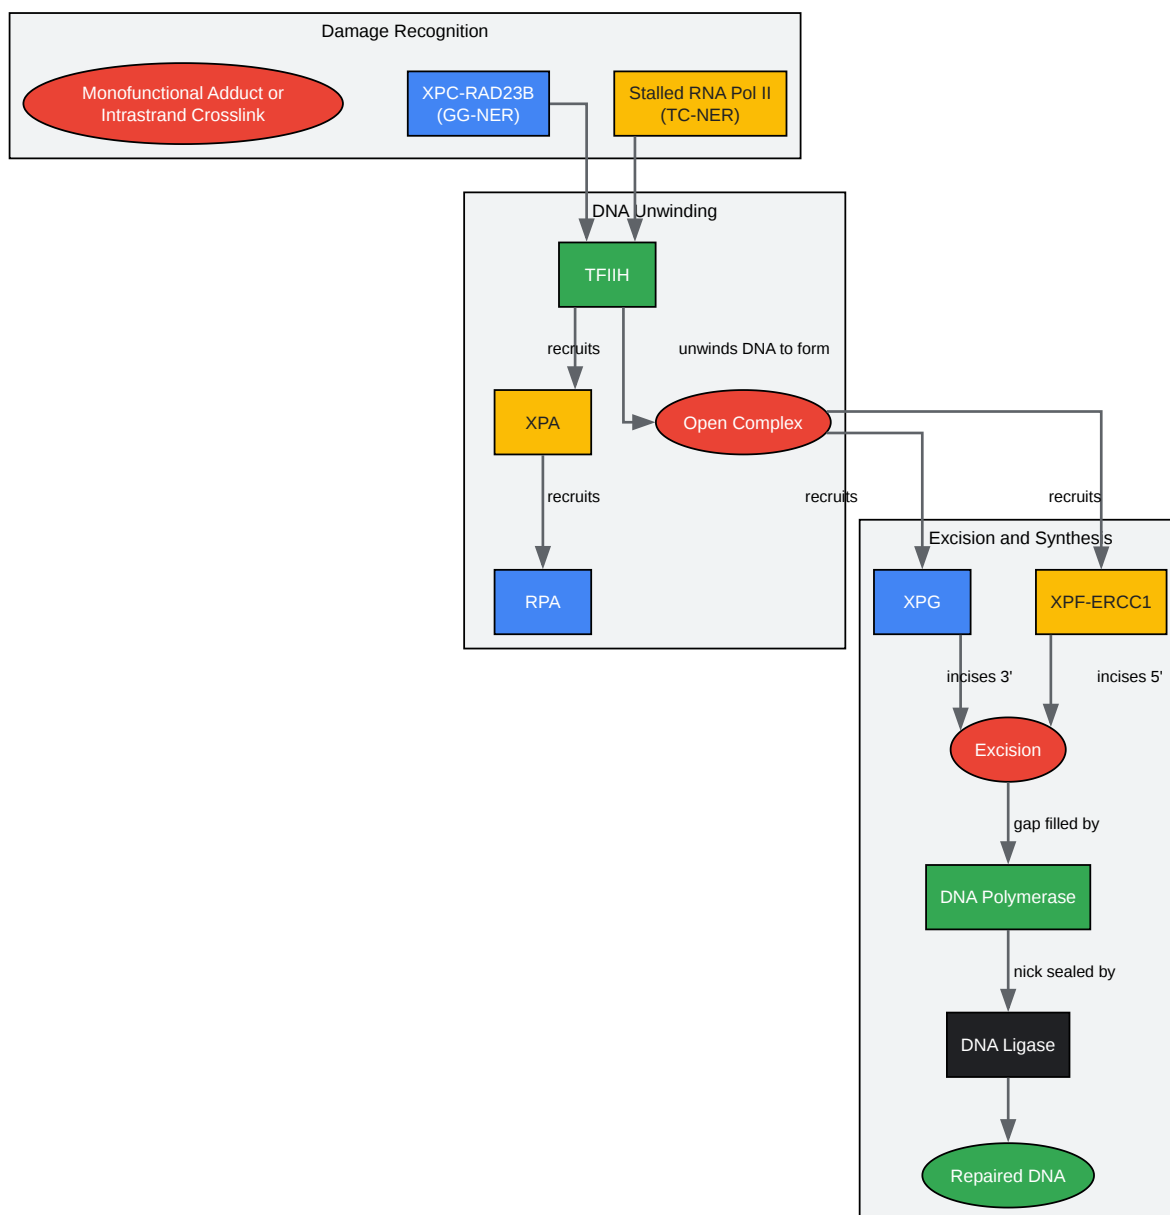 Damage Recognition
Monofunctional Adduct or
Intrastrand Crosslink
XPC-RAD23B
(GG-NER)
Stalled RNA Pol II
(TC-NER)
DNA Unwinding
TFIIH
recruits
unwinds DNA to form
XPA
Open Complex
recruits
recruits
recruits
Excision and Synthesis
RPA
XPG
XPF-ERCC1
incises 3'
incises 5'
Excision
gap filled by
DNA Polymerase
nick sealed by
DNA Ligase
Repaired DNA